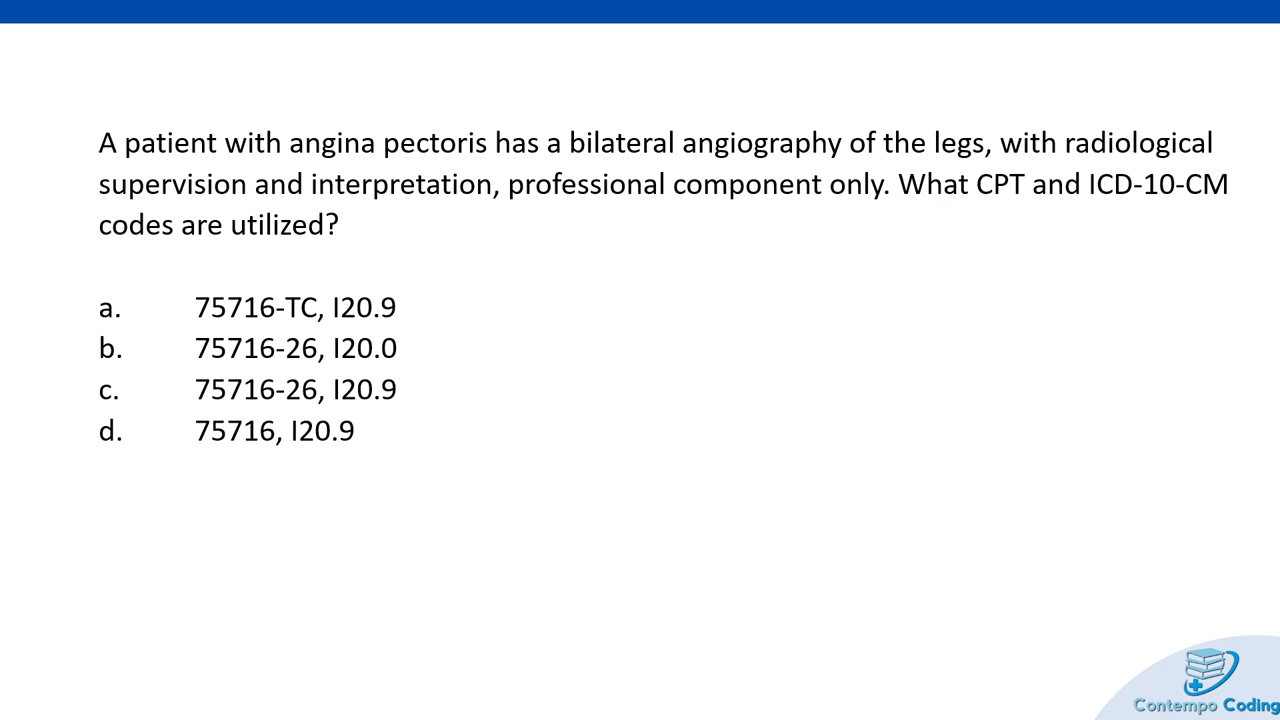 A patient with angina pectoris has a bilateral angiography of the legs, with radiological
supervision and interpretation, professional component only. What CPT and ICD-10-CM
codes are utilized?
a. 75716-TC, I20.9
b. 75716-26, I20.0
c. 75716-26, I20.9
d. 75716, I20.9
Contempo Coding